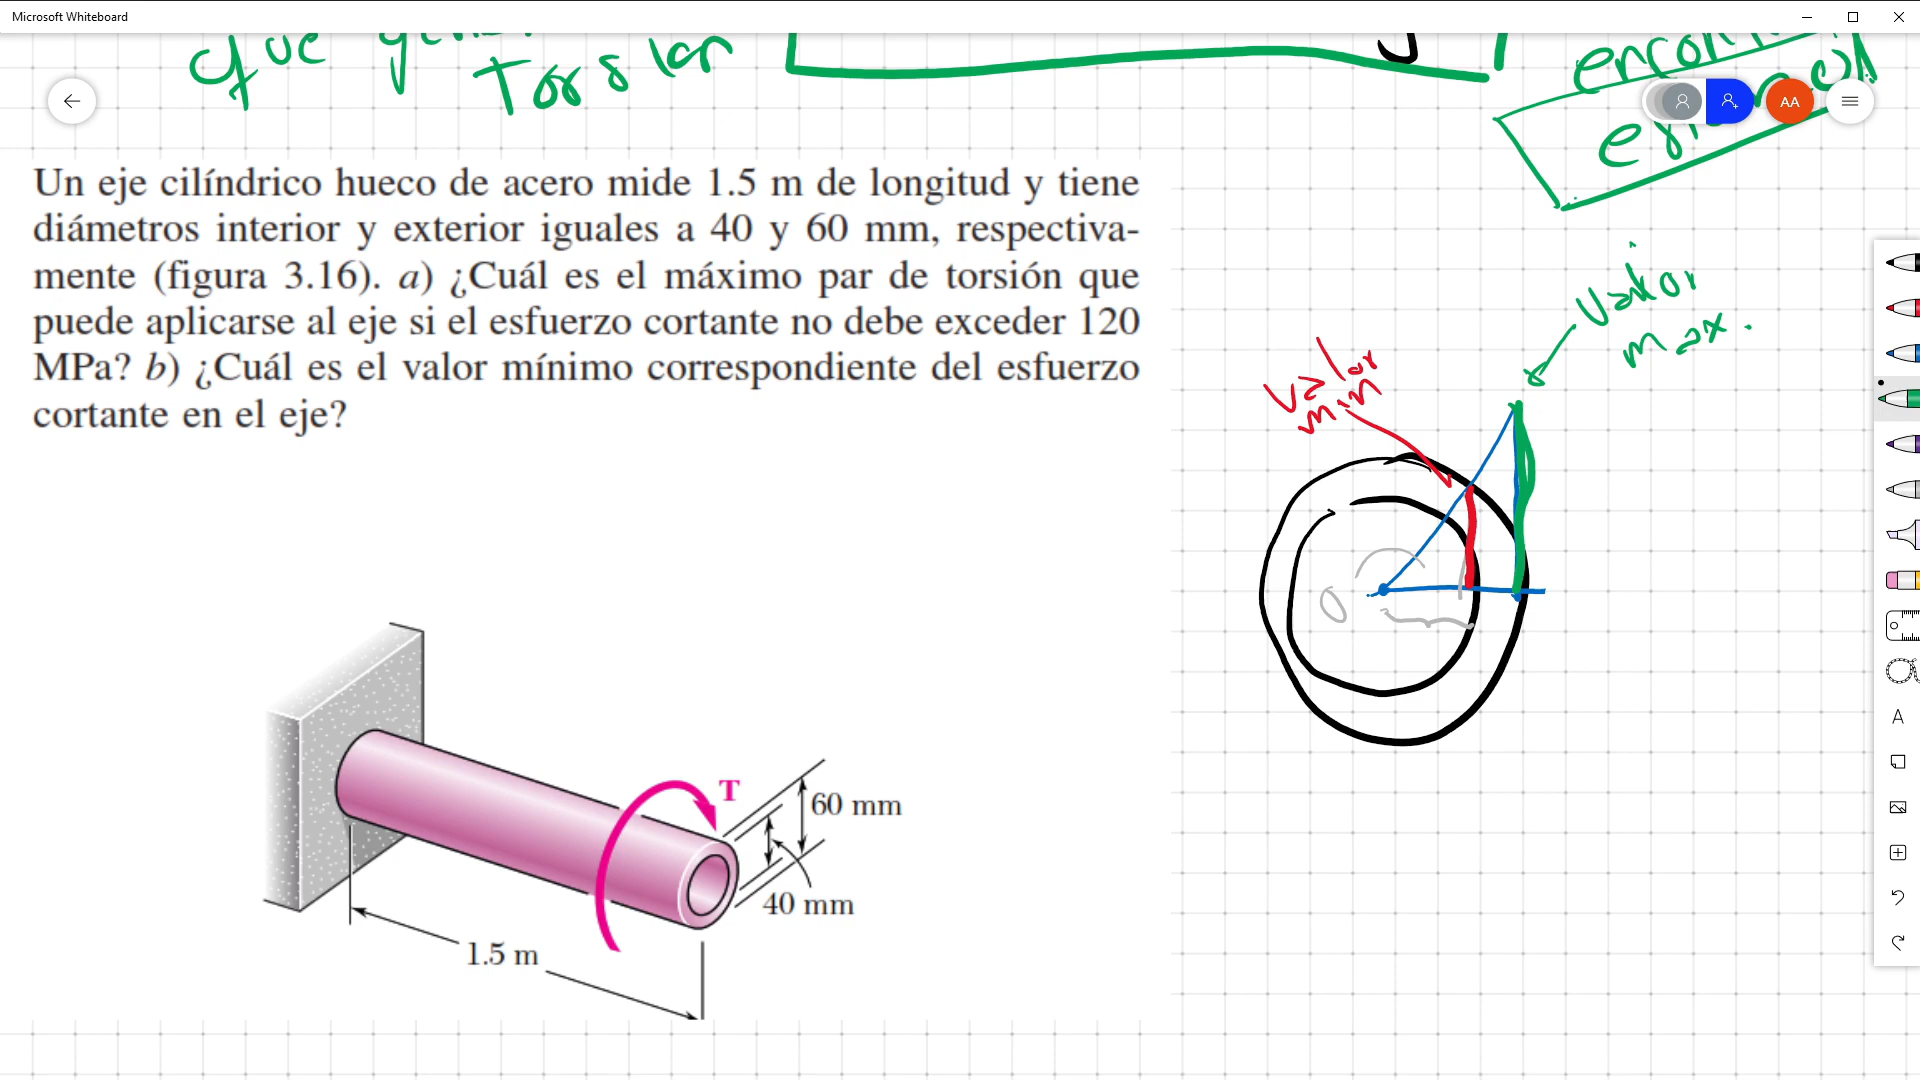 Microsoft Whiteboard
que
Torsion
AA
Un eje cilíndrico hueco de acero mide 1.5 m de longitud y tiene
diámetros interior y exterior iguales a 40 y 60 mm, respectiva-
mente (figura 3.16). a) ¿Cuál es el máximo par de torsión que
puede aplicarse al eje si el esfuerzo cortante no debe exceder 120
MPa? b) ¿Cuál es el valor mínimo correspondiente del esfuerzo
cortante en el eje?
Valor
max.
Valor
min
O
T
60 mm
40 mm
1.5 m
A